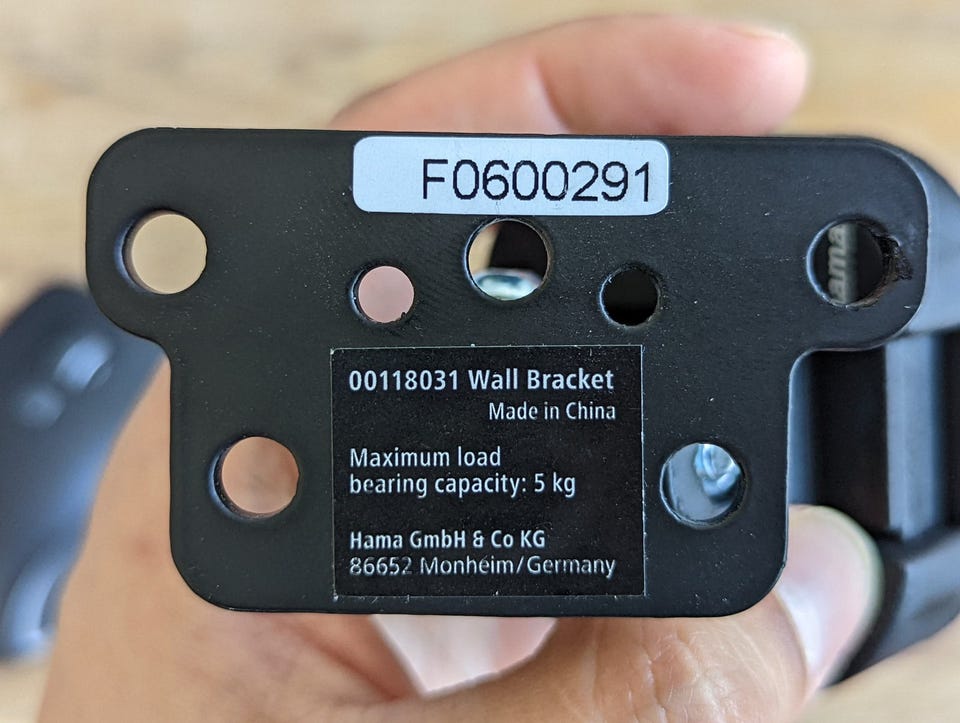 F0600291
ama
00118031 Wall Bracket
Made in China
Maximum load
bearing capacity: 5 kg
Hama GmbH & Co KG
86652 Monheim/Germany